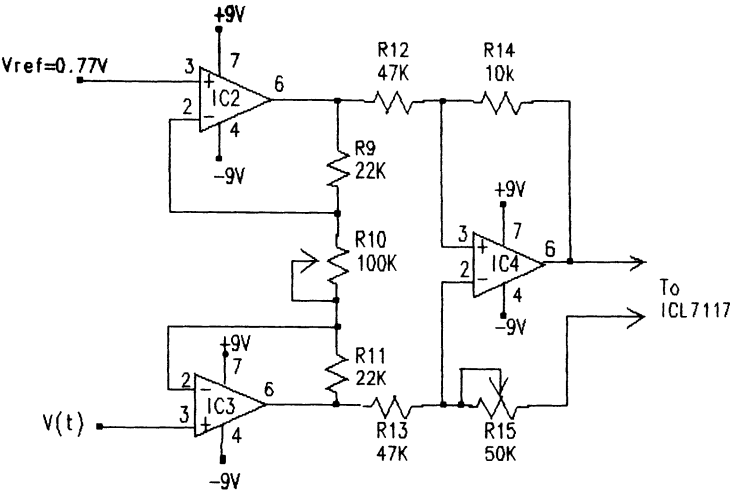 +9V
Vref=0.77V
3
7
+
IC2
6
2
−
4
-9V
R12
47K
R14
10k
R9
22K
R10
100K
+9V
3
7
+
IC4
6
2
−
4
-9V
To
ICL7117
+9V
7
2
−
IC3
6
3
+
4
-9V
V(t)
R11
22K
R13
47K
R15
50K